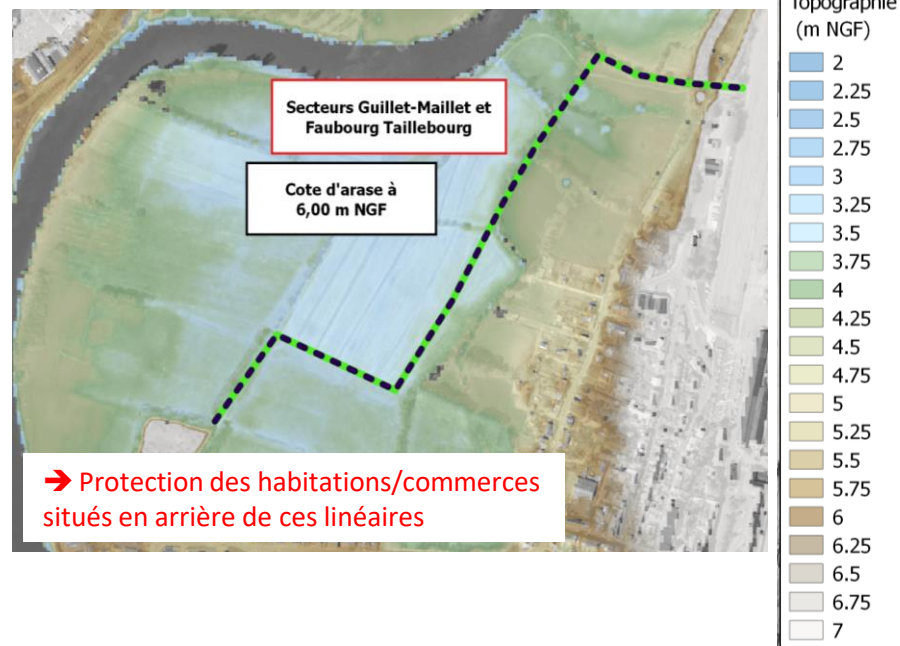 Secteurs Guillet-Maillet et
Faubourg Taillebourg
Cote d'arase à
6,00 m NGF
➔ Protection des habitations/commerces
situés en arrière de ces linéaires
Topographie
(m NGF)
2
2.25
2.5
2.75
3
3.25
3.5
3.75
4
4.25
4.5
4.75
5
5.25
5.5
5.75
6
6.25
6.5
6.75
7